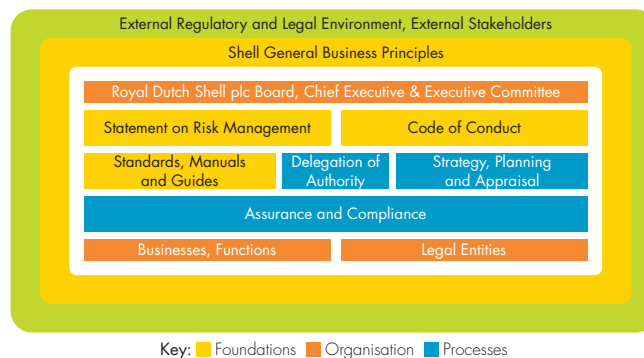 External Regulatory and Legal Environment, External Stakeholders
Shell General Business Principles
Royal Dutch Shell plc Board, Chief Executive & Executive Committee
Statement on Risk Management
Code of Conduct
Standards, Manuals
and Guides
Delegation of
Authority
Strategy, Planning
and Appraisal
Assurance and Compliance
Businesses, Functions
Legal Entities
Key: Foundations Organisation Processes